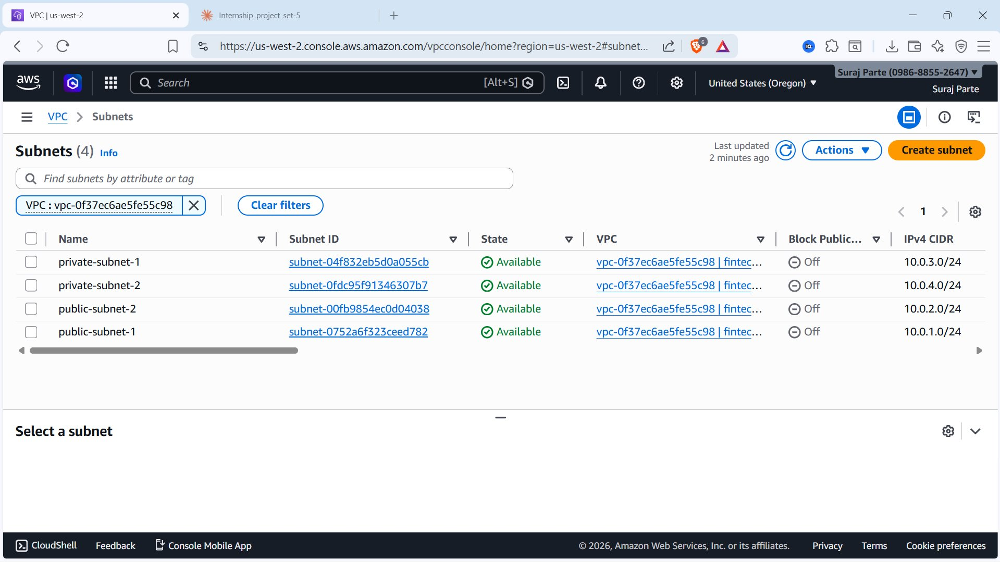 VPC | us-west-2
Internship_project_set-5
https://us-west-2.console.aws.amazon.com/vpcconsole/home?region=us-west-2#subnet...
6
aws
Search
[Alt+S]
United States (Oregon)
Suraj Parte (0986-8855-2647)
Suraj Parte
VPC
Subnets
Subnets (4) Info
Last updated
2 minutes ago
Actions
Create subnet
Find subnets by attribute or tag
VPC : vpc-0f37ec6ae5fe55c98
Clear filters
1
Name Subnet ID State VPC Block Public... IPv4 CIDR
private-subnet-1 subnet-04f832eb5d0a055cb Available vpc-0f37ec6ae5fe55c98 | fintec... Off 10.0.3.0/24
private-subnet-2 subnet-0fdc95f91346307b7 Available vpc-0f37ec6ae5fe55c98 | fintec... Off 10.0.4.0/24
public-subnet-2 subnet-00fb9854ec0d04038 Available vpc-0f37ec6ae5fe55c98 | fintec... Off 10.0.2.0/24
public-subnet-1 subnet-0752a6f323ceed782 Available vpc-0f37ec6ae5fe55c98 | fintec... Off 10.0.1.0/24
Select a subnet
CloudShell Feedback Console Mobile App © 2026, Amazon Web Services, Inc. or its affiliates. Privacy Terms Cookie preferences